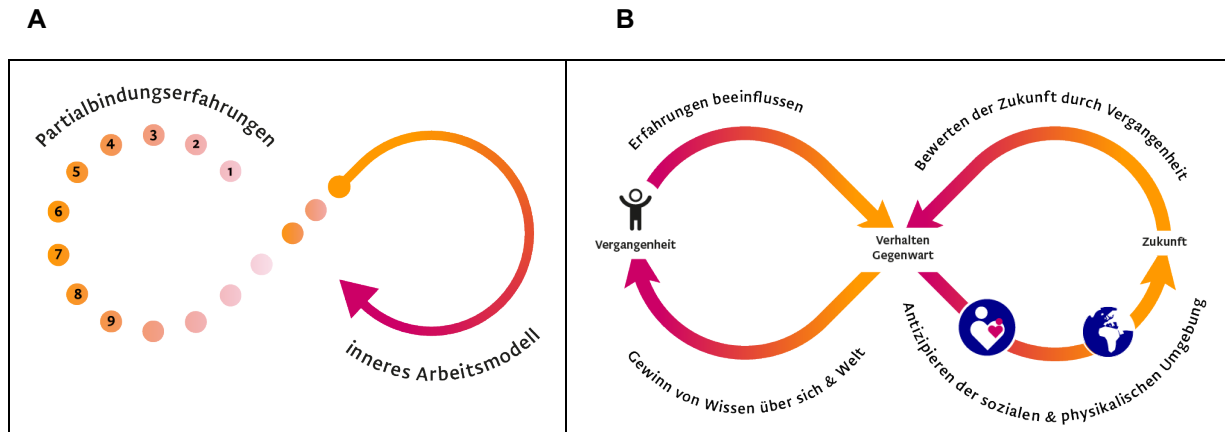 A
B
Partialbindungserfahrungen
1
2
3
4
5
6
7
8
9
inneres Arbeitsmodell
Erfahrungen beeinflussen
Vergangenheit
Gewinn von Wissen über sich & Welt
Verhalten
Gegenwart
Bewerten der Zukunft durch Vergangenheit
Zukunft
Antizipieren der sozialen & physikalischen Umgebung